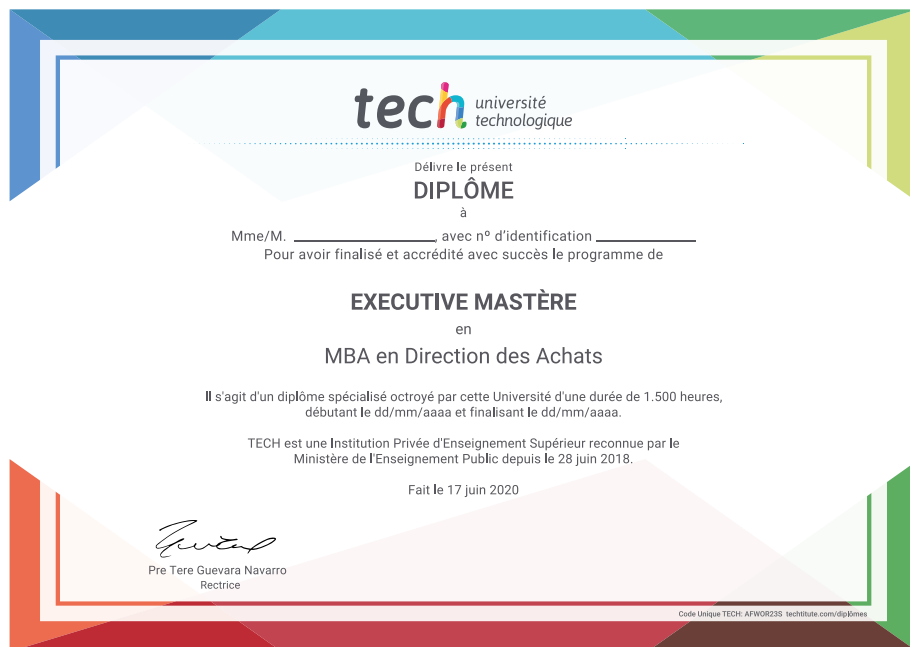 tech université
technologique
Délivre le présent
DIPLÔME
à
Mme/M. ____________, avec nº d'identification ____________
Pour avoir finalisé et accrédité avec succès le programme de
EXECUTIVE MASTÈRE
en
MBA en Direction des Achats
Il s'agit d'un diplôme spécialisé octroyé par cette Université d'une durée de 1.500 heures,
débutant le dd/mm/aaaa et finalisant le dd/mm/aaaa.
TECH est une Institution Privée d'Enseignement Supérieur reconnue par le
Ministère de l'Enseignement Public depuis le 28 juin 2018.
Fait le 17 juin 2020
Pre Tere Guevara Navarro
Rectrice
Code Unique TECH: AFWOR23S techtitute.com/diplômes